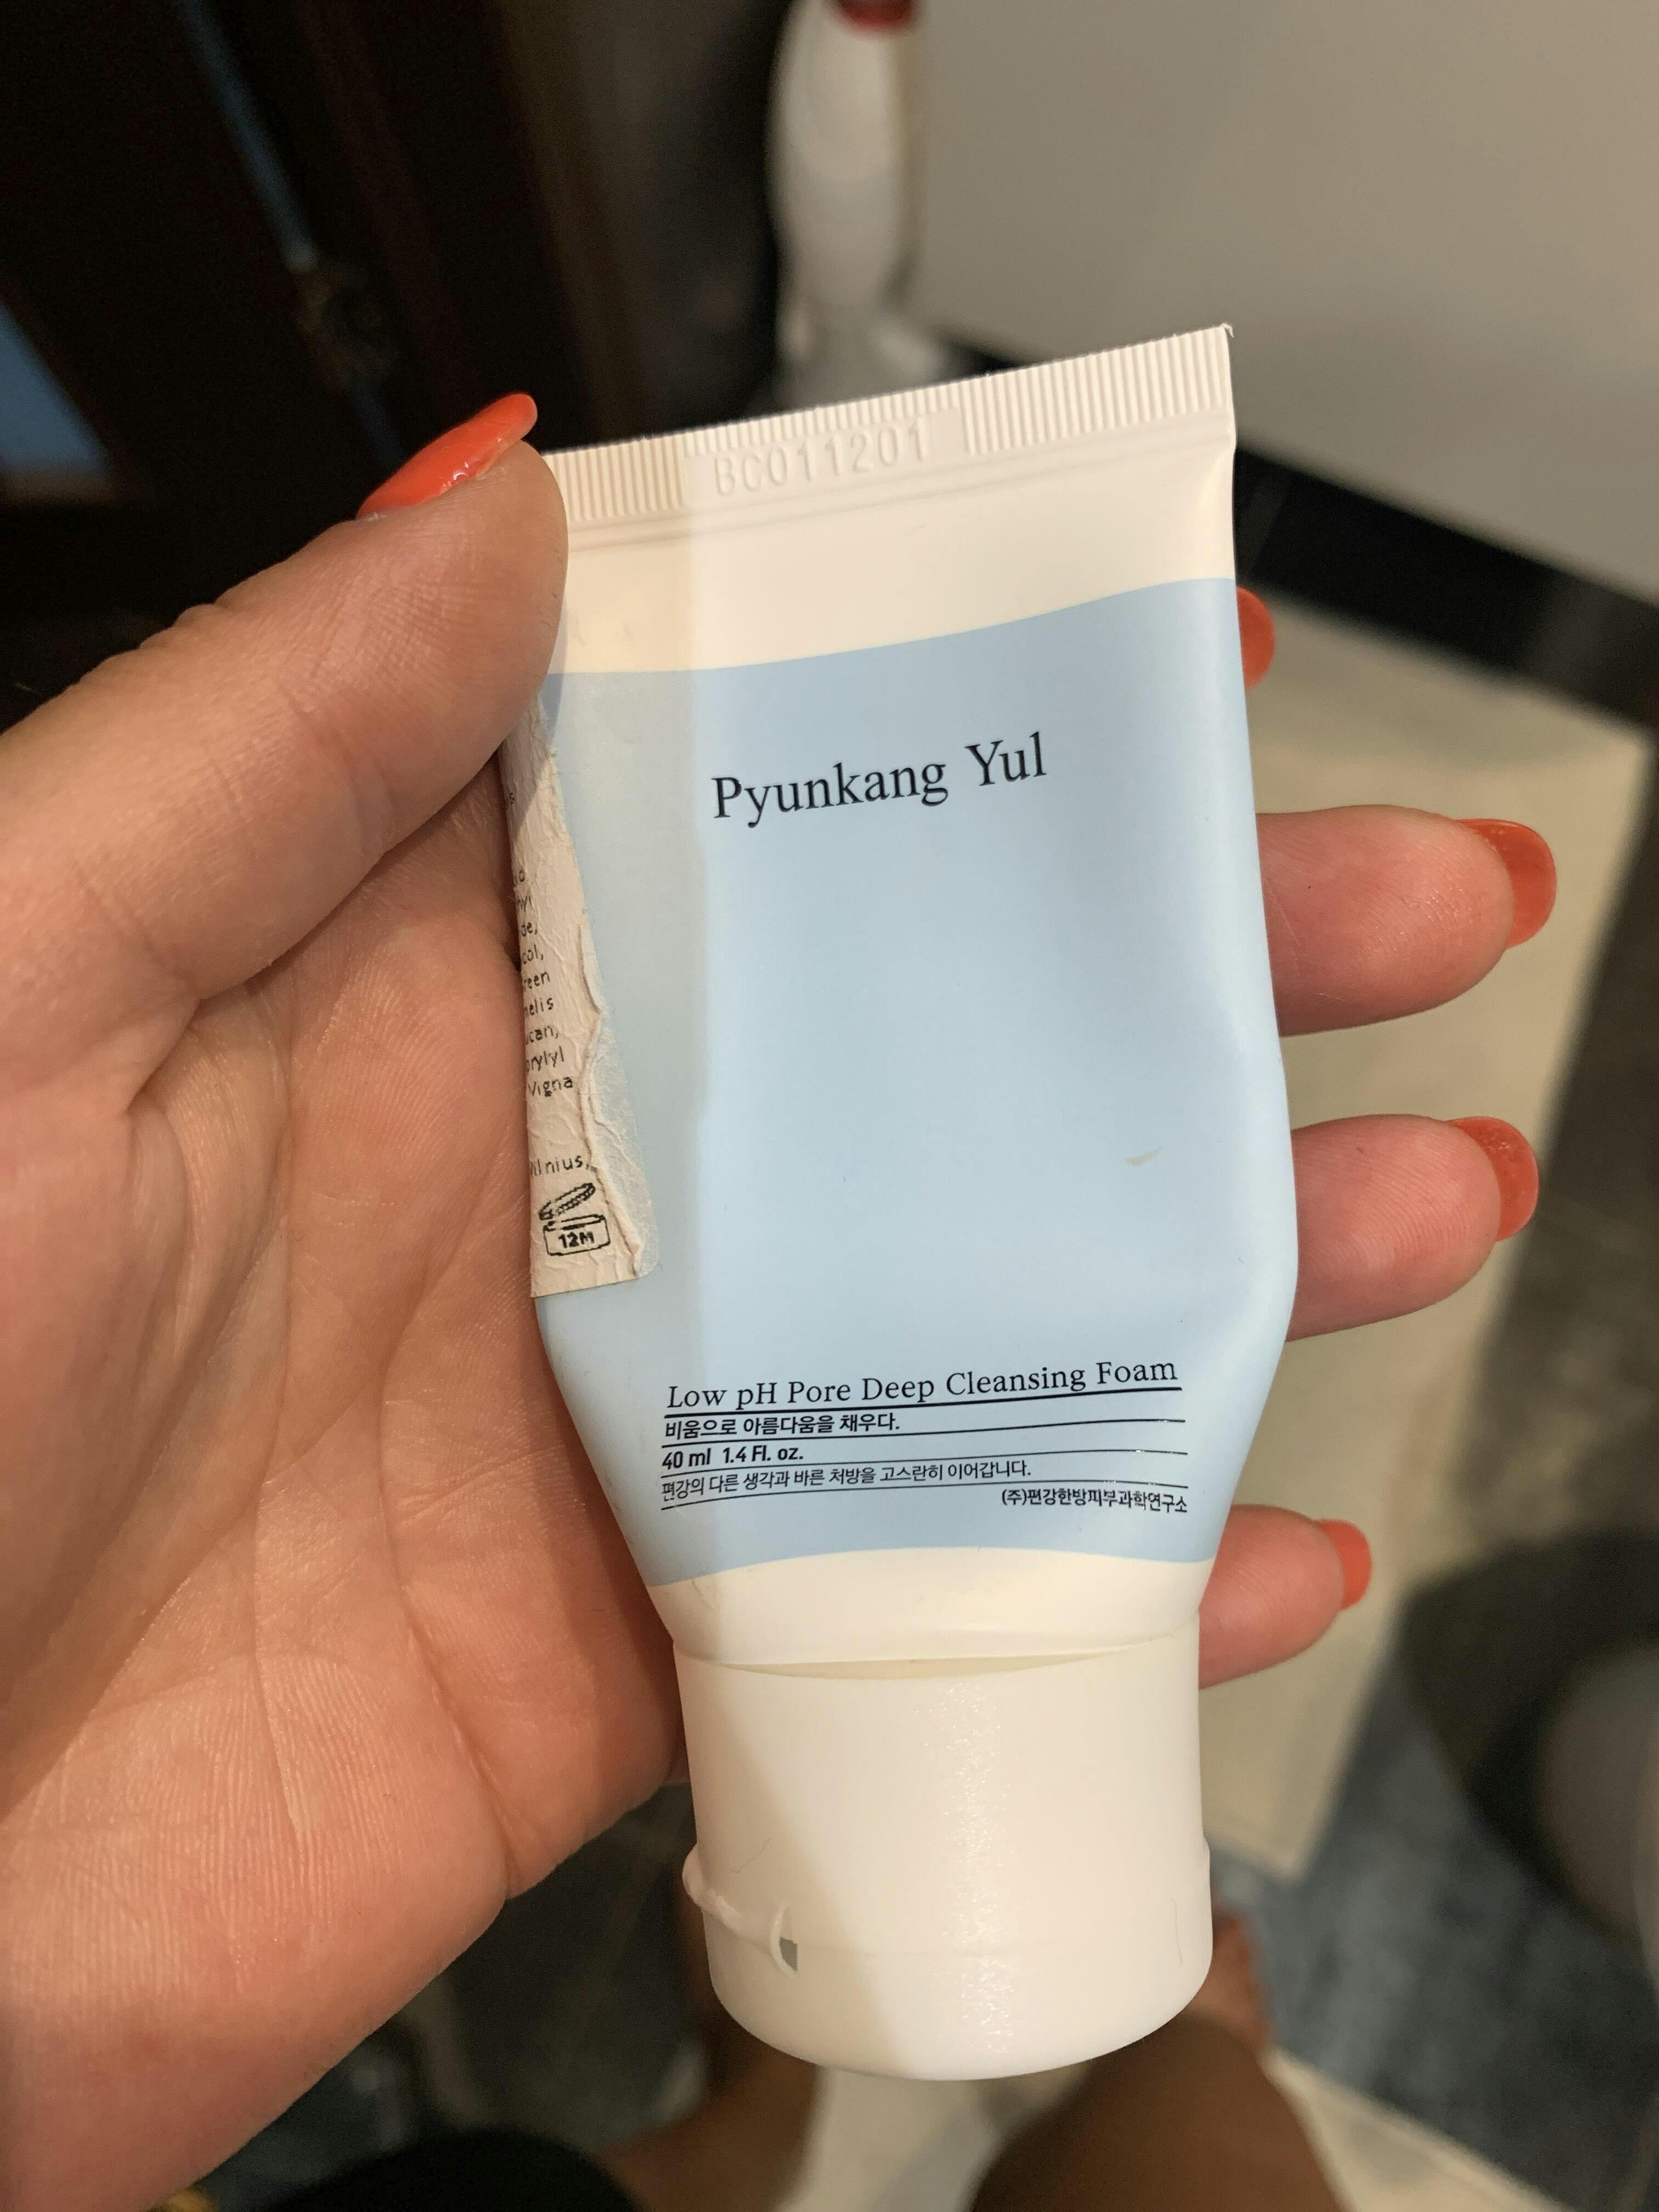 BC011201
Pyunkang Yul
Vigna
12M
Low pH Pore Deep Cleansing Foam
비움으로 아름다움을 채우다.
40 ml 1.4 Fl. oz.
편강의 다른 생각과 바른 처방을 고스란히 이어갑니다.
(주)편강한방피부과학연구소